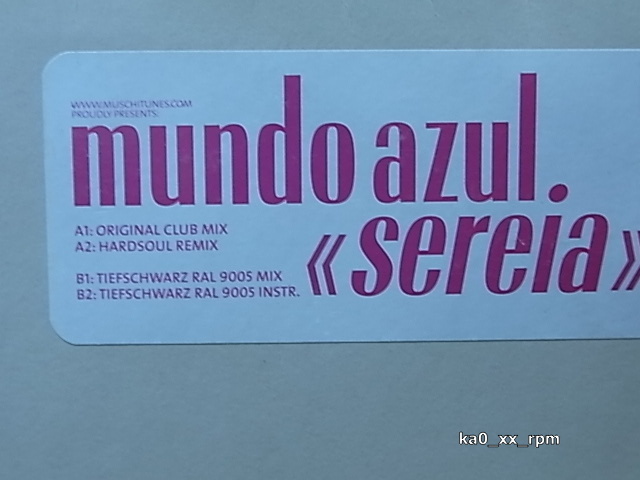 WWW.MUSCHITUNES.COM
PROUDLY PRESENTS:
mundo azul.
«sereia»
A1: ORIGINAL CLUB MIX
A2: HARDSOUL REMIX
B1: TIEFSCHWARZ RAL 9005 MIX
B2: TIEFSCHWARZ RAL 9005 INSTR.
ka0_xx_rpm